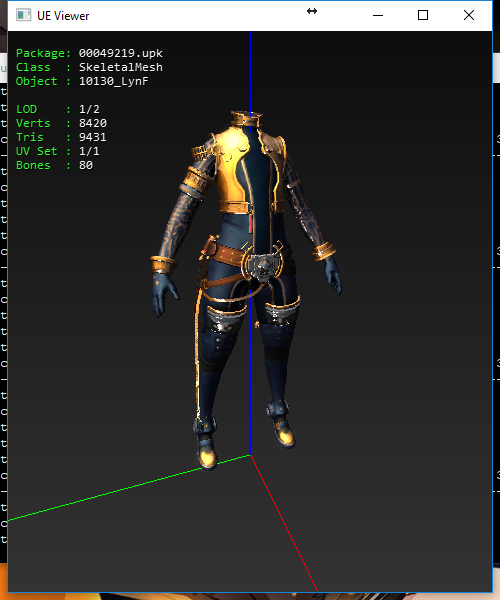 UE Viewer
Package: 00049219.upk
Class : SkeletalMesh
Object : 10130_LynF
LOD : 1/2
Verts : 8420
Tris : 9431
UV Set : 1/1
Bones : 80